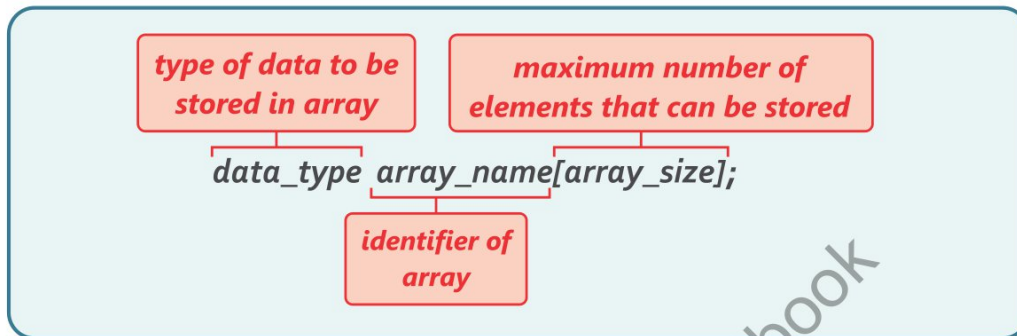 type of data to be
stored in array
maximum number of
elements that can be stored
data_type array_name[array_size];
identifier of
array
book